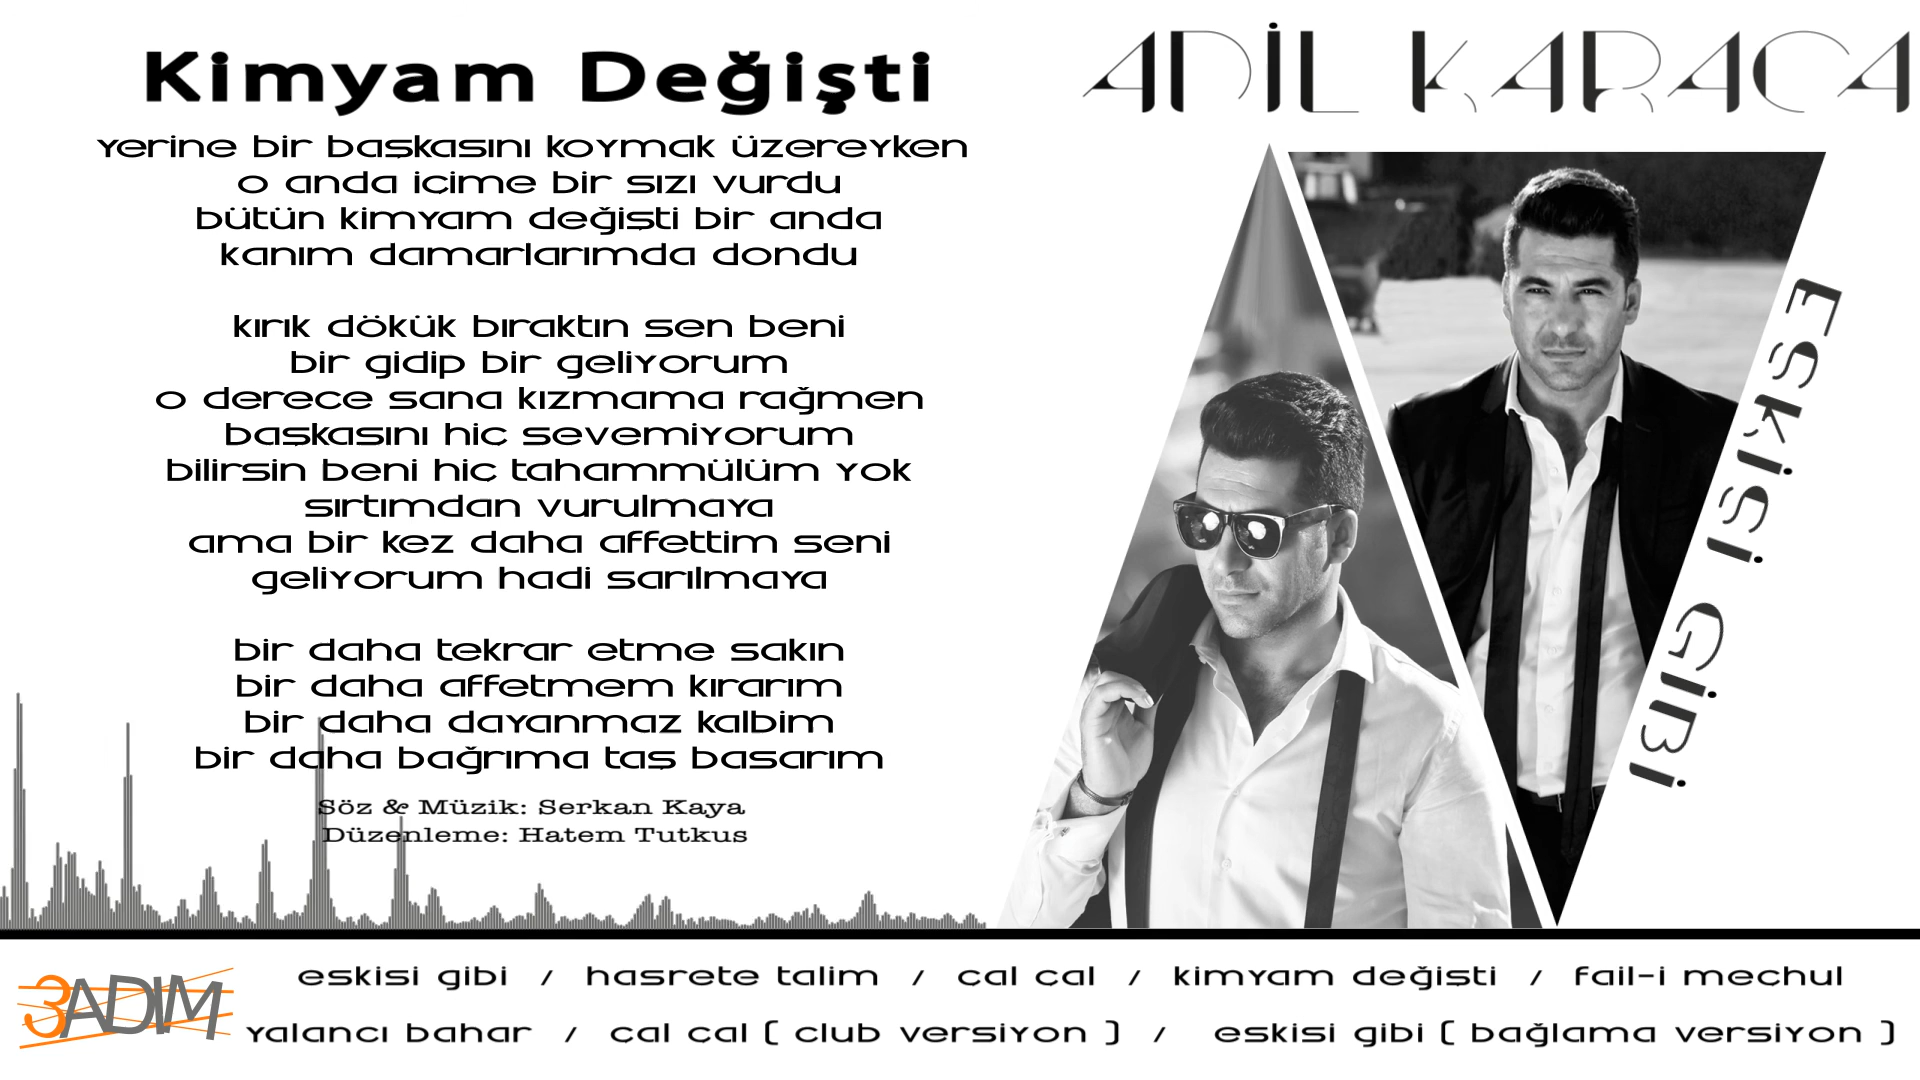 Kimyam Değişti
yerine bir başkasını koymak üzereyken
o anda içime bir sızı vurdu
bütün kimyam değişti bir anda
kanım damarlarımda dondu
kırık dökük bıraktın sen beni
bir gidip bir geliyorum
o derece sana kızmama rağmen
başkasını hiç sevemiyorum
bilirsin beni hiç tahammülüm yok
sırtımdan vurulmaya
ama bir kez daha affettim seni
geliyorum hadi sarılmaya
bir daha tekrar etme sakın
bir daha affetmem kırarım
bir daha dayanmaz kalbim
bir daha bağrıma taş basarım
Söz & Müzik: Serkan Kaya
Düzenleme: Hatem Tutkus
ADİL KARACA
ESKİSİ GİBİ
3ADIM
eskisi gibi / hasrete talim / çal çal / kimyam değişti / fail-i meçhul
yalancı bahar / çal çal ( club versiyon ) / eskisi gibi ( bağlama versiyon )